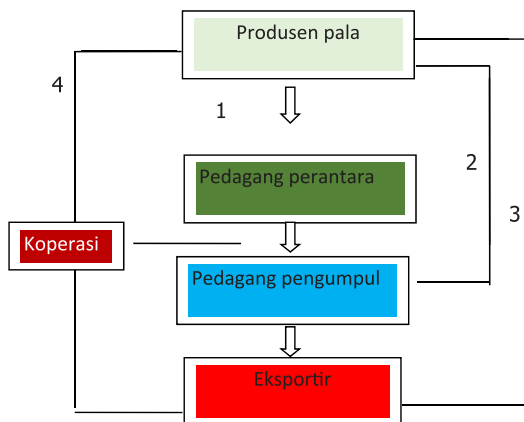 Produsen pala
4
1
Pedagang perantara
2
3
Koperasi
Pedagang pengumpul
Eksportir